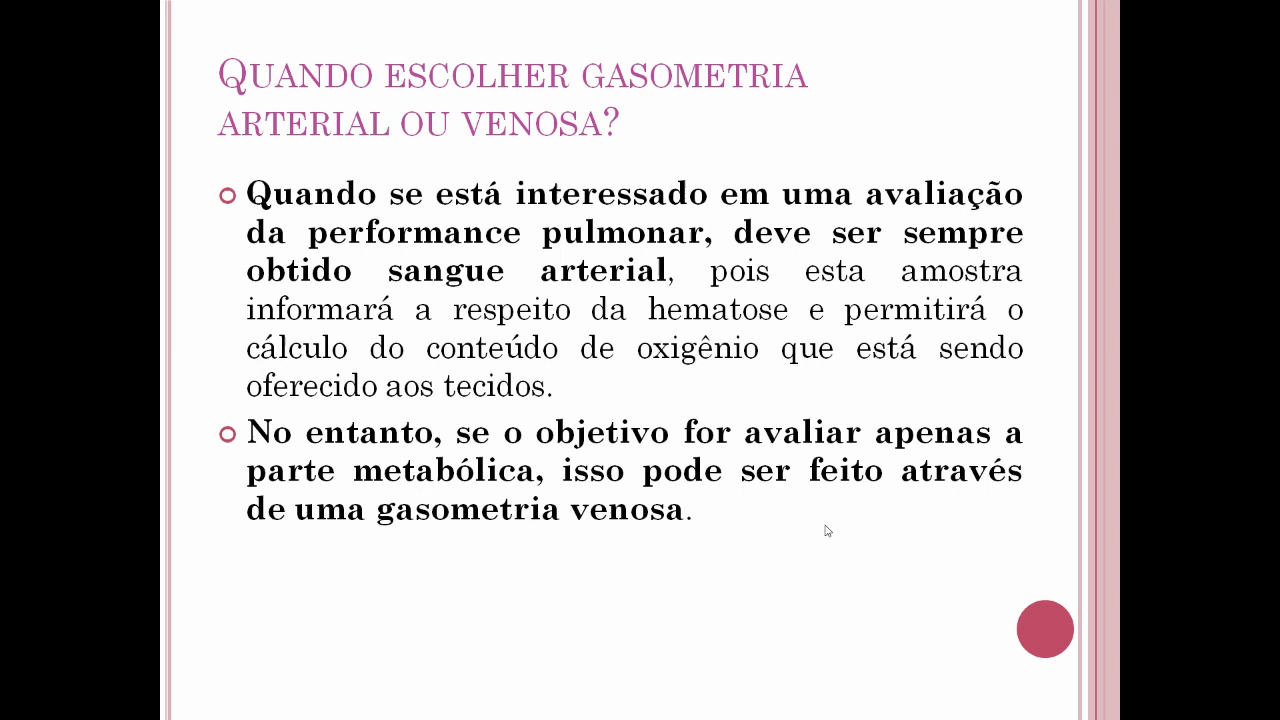 QUANDO ESCOLHER GASOMETRIA
ARTERIAL OU VENOSA?
Quando se está interessado em uma avaliação
da performance pulmonar, deve ser sempre
obtido sangue arterial, pois esta amostra
informará a respeito da hematose e permitirá o
cálculo do conteúdo de oxigênio que está sendo
oferecido aos tecidos.
No entanto, se o objetivo for avaliar apenas a
parte metabólica, isso pode ser feito através
de uma gasometria venosa.